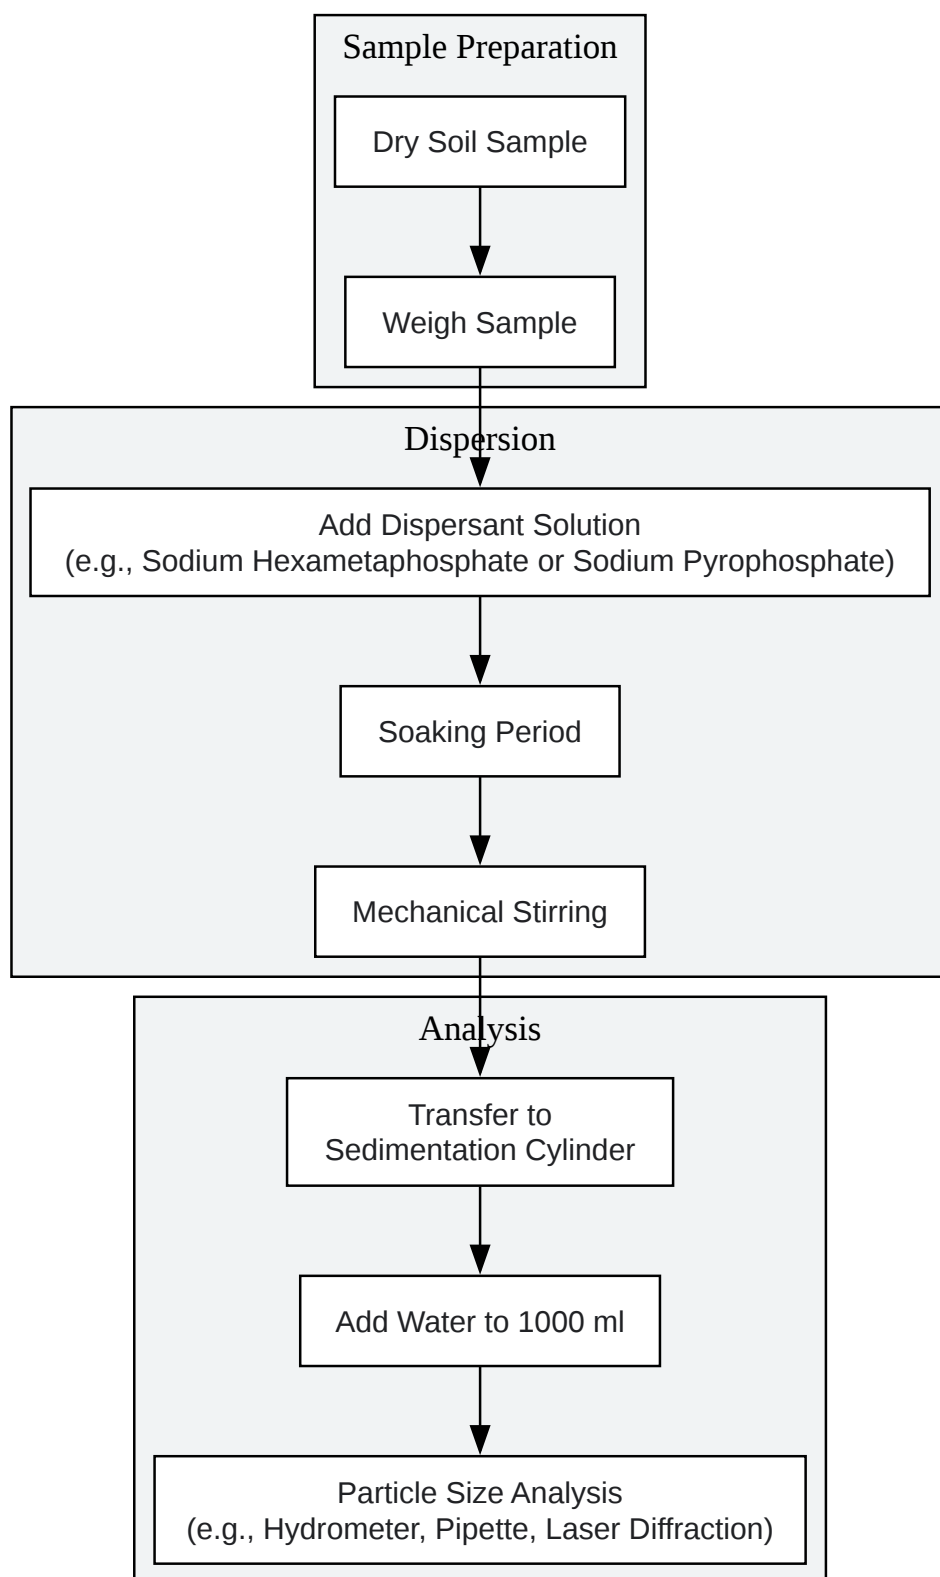 Sample Preparation
Dry Soil Sample
Weigh Sample
Dispersion
Add Dispersant Solution
(e.g., Sodium Hexametaphosphate or Sodium Pyrophosphate)
Soaking Period
Mechanical Stirring
Analysis
Transfer to
Sedimentation Cylinder
Add Water to 1000 ml
Particle Size Analysis
(e.g., Hydrometer, Pipette, Laser Diffraction)